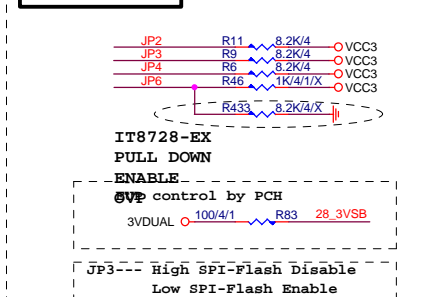 JP2 R11 8.2K/4 VCC3
JP3 R9 8.2K/4 VCC3
JP4 R6 8.2K/4 VCC3
JP6 R46 1K/4/1/X VCC3
R433 8.2K/4/X
IT8728-EX
PULL DOWN
ENABLE
OVP
control by PCH
3VDUAL 100/4/1 R83 28_3VSB
JP3--- High SPI-Flash Disable
Low SPI-Flash Enable